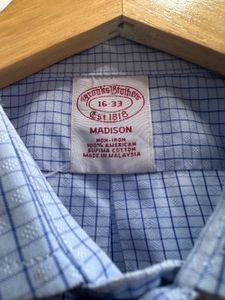 Brooks Brothers
16-33
Est 1818
MADISON
NON-IRON
100% AMERICAN
SUPIMA COTTON
MADE IN MALAYSIA